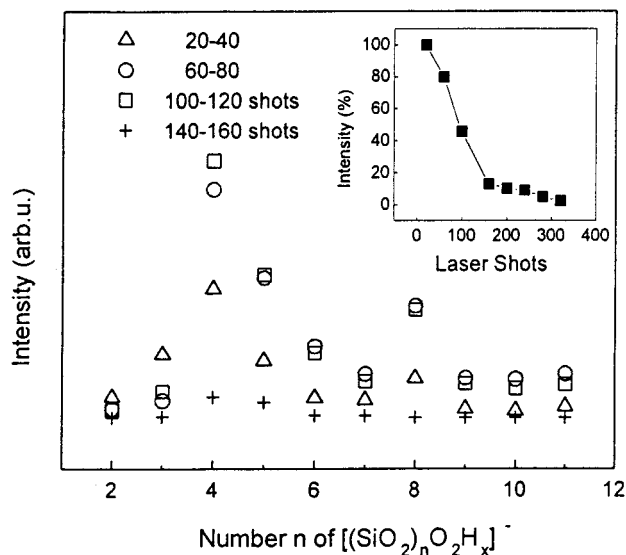 20-40
60-80
100-120 shots
140-160 shots
Intensity (%)
100
80
60
40
20
0
0 100 200 300 400
Laser Shots
Intensity (arb.u.)
2 4 6 8 10 12
Number n of [(SiO₂)ₙO₂Hₓ]⁻